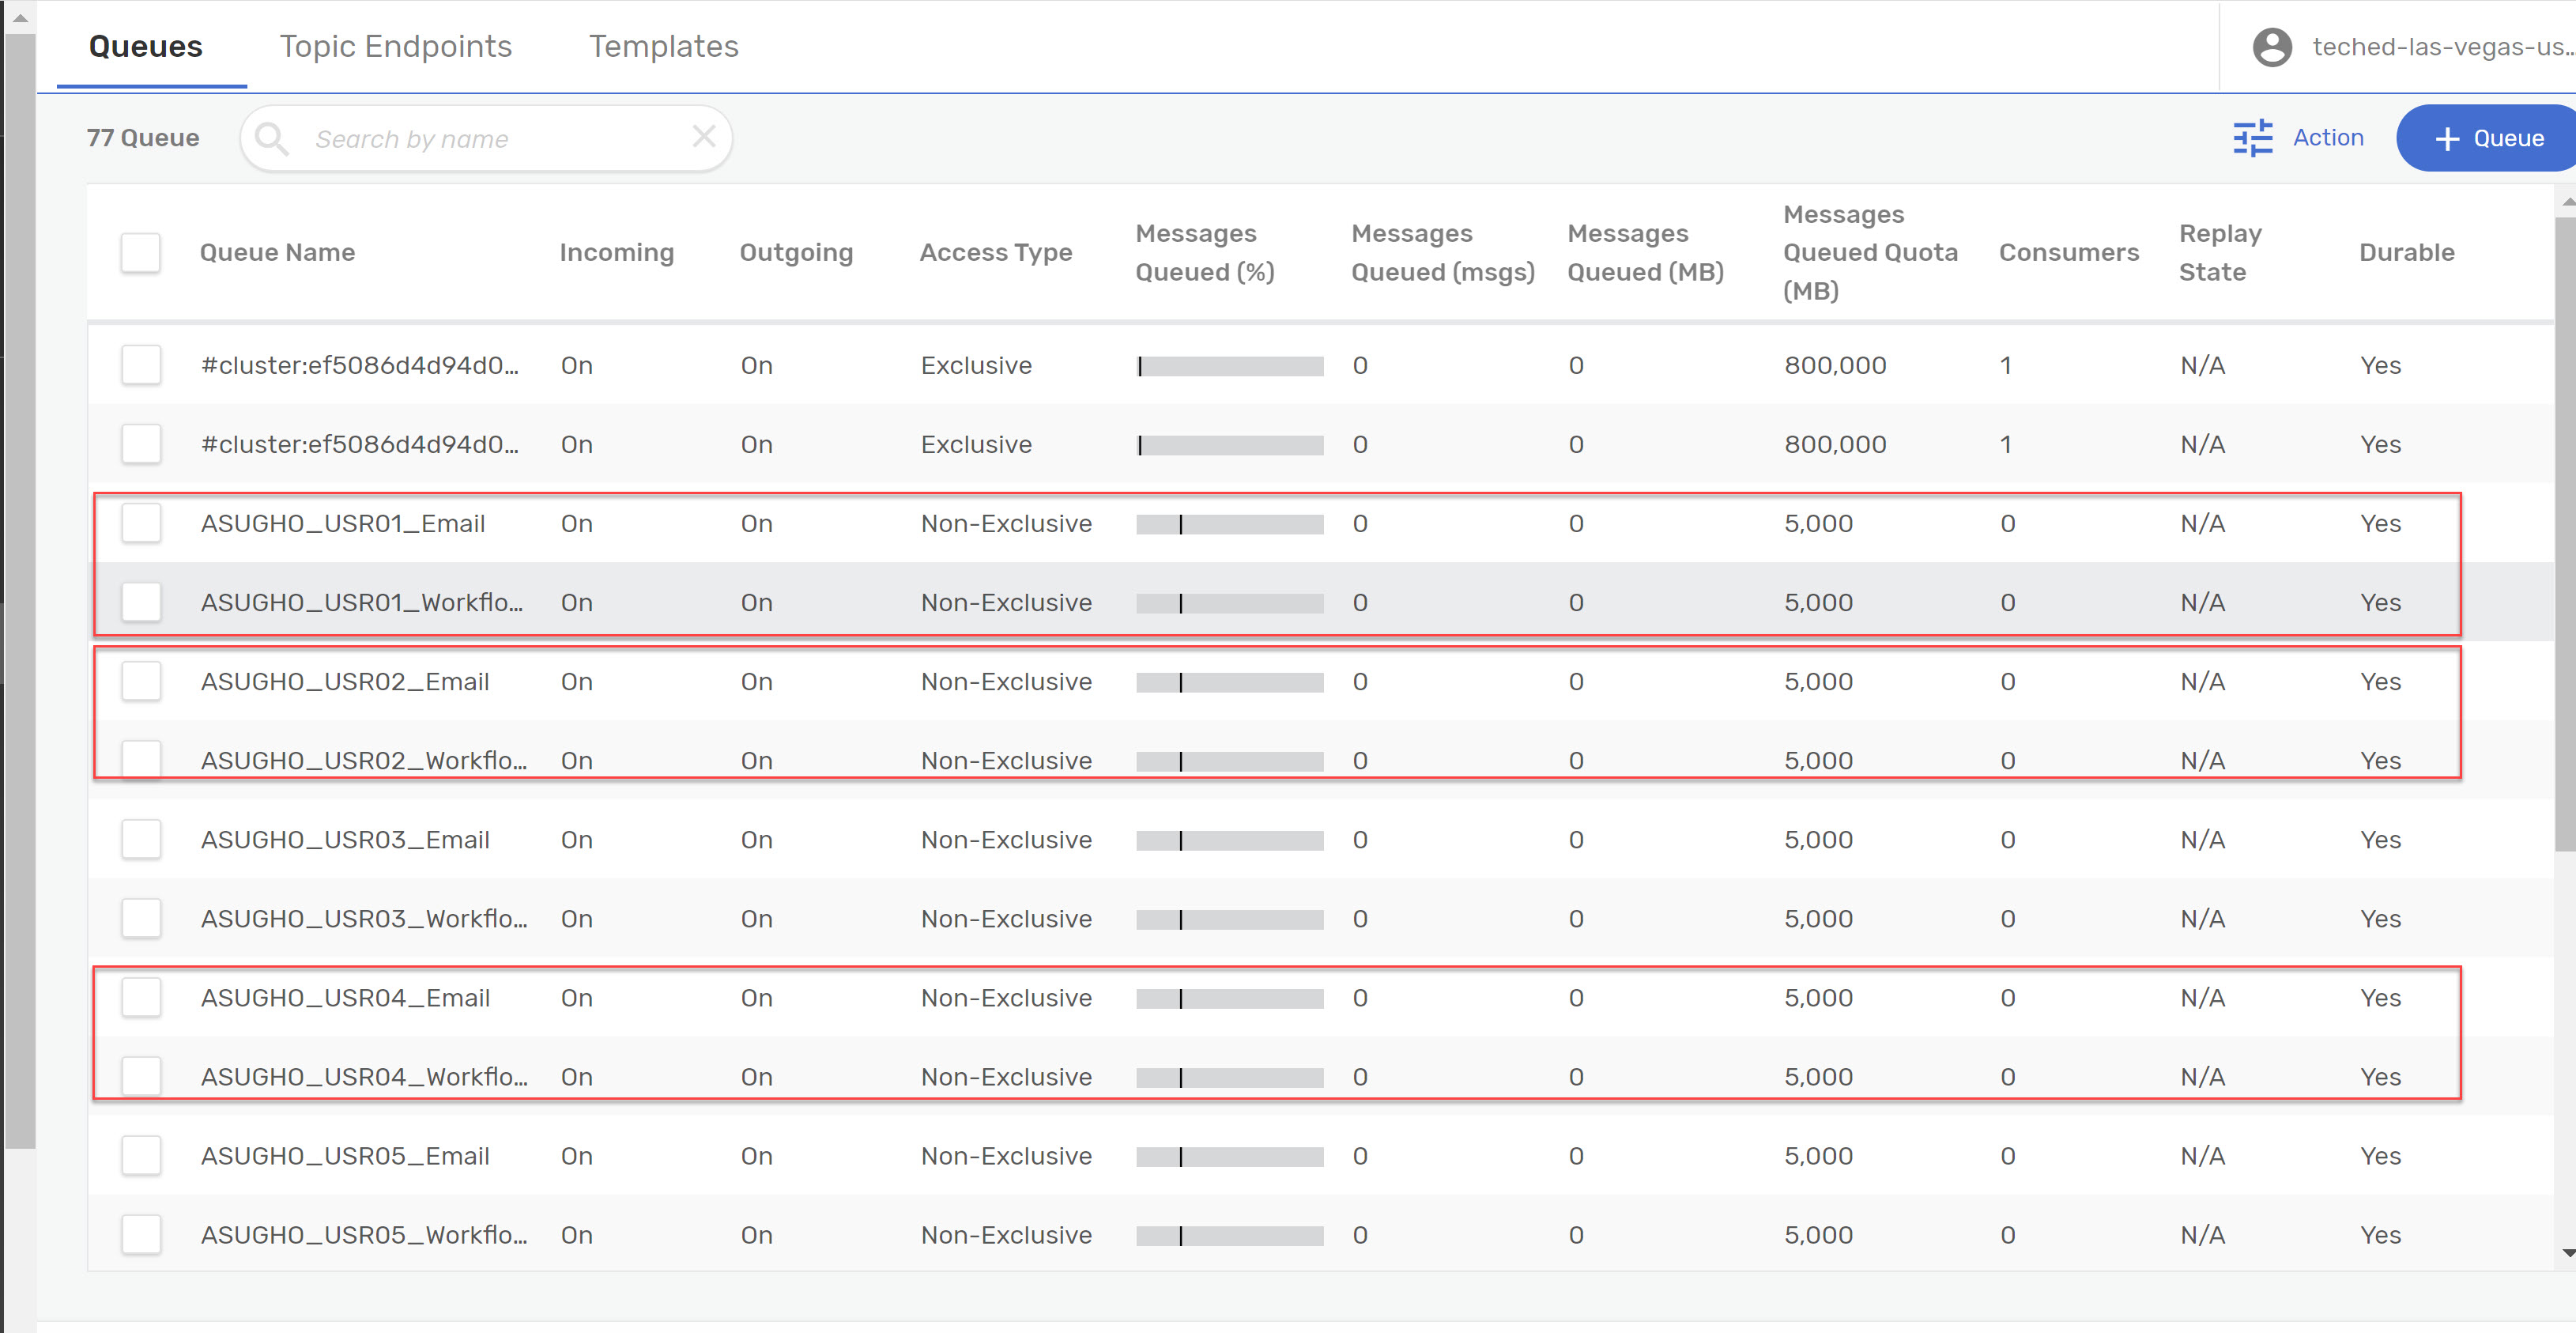 Queues Topic Endpoints Templates teched-las-vegas-us...
77 Queue Search by name Action + Queue
Queue Name Incoming Outgoing Access Type Messages Queued (%) Messages Queued (msgs) Messages Queued (MB) Messages Queued Quota (MB) Consumers Replay State Durable
#cluster:ef5086d4d94d0... On On Exclusive 0 0 800,000 1 N/A Yes
#cluster:ef5086d4d94d0... On On Exclusive 0 0 800,000 1 N/A Yes
ASUGHO_USR01_Email On On Non-Exclusive 0 0 5,000 0 N/A Yes
ASUGHO_USR01_Workflo... On On Non-Exclusive 0 0 5,000 0 N/A Yes
ASUGHO_USR02_Email On On Non-Exclusive 0 0 5,000 0 N/A Yes
ASUGHO_USR02_Workflo... On On Non-Exclusive 0 0 5,000 0 N/A Yes
ASUGHO_USR03_Email On On Non-Exclusive 0 0 5,000 0 N/A Yes
ASUGHO_USR03_Workflo... On On Non-Exclusive 0 0 5,000 0 N/A Yes
ASUGHO_USR04_Email On On Non-Exclusive 0 0 5,000 0 N/A Yes
ASUGHO_USR04_Workflo... On On Non-Exclusive 0 0 5,000 0 N/A Yes
ASUGHO_USR05_Email On On Non-Exclusive 0 0 5,000 0 N/A Yes
ASUGHO_USR05_Workflo... On On Non-Exclusive 0 0 5,000 0 N/A Yes